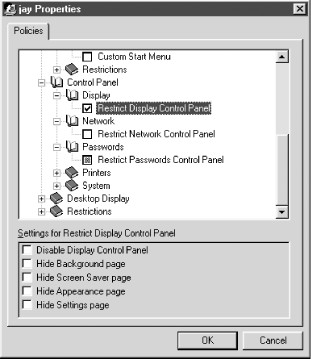 jay Properties
Policies
Custom Start Menu
Restrictions
Control Panel
Display
Restrict Display Control Panel
Network
Restrict Network Control Panel
Passwords
Restrict Passwords Control Panel
Printers
System
Desktop Display
Restrictions
Settings for Restrict Display Control Panel
Disable Display Control Panel
Hide Background page
Hide Screen Saver page
Hide Appearance page
Hide Settings page
OK
Cancel